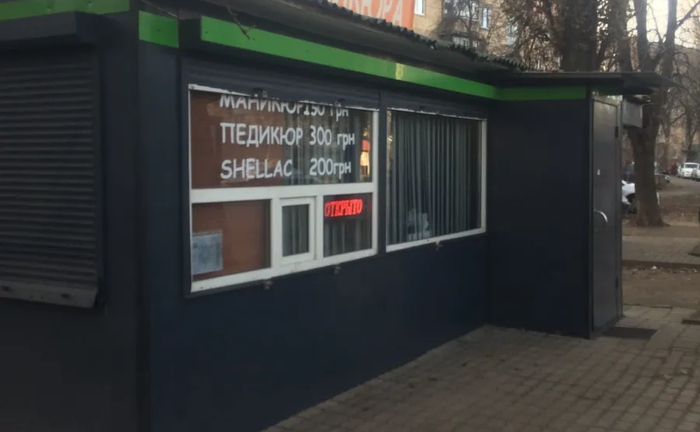 МАНИКЮР 150 грн
ПЕДИКЮР 300 грн
SHELLAC 200грн
ОТКРЫТО